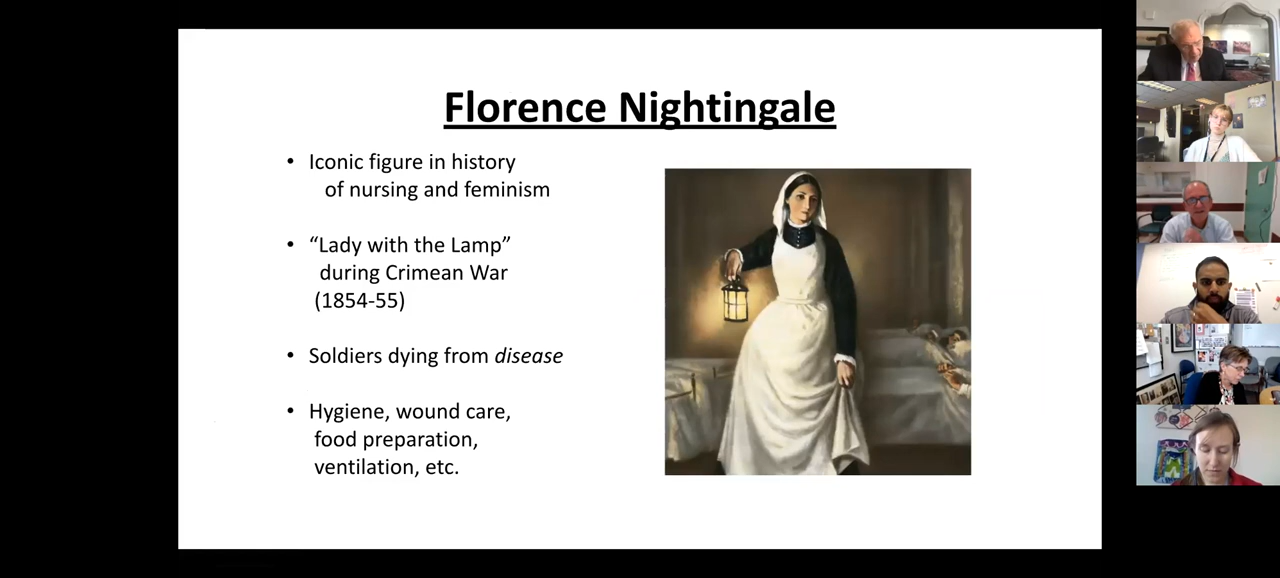 Florence Nightingale
• Iconic figure in history
of nursing and feminism
• “Lady with the Lamp”
during Crimean War
(1854-55)
• Soldiers dying from disease
• Hygiene, wound care,
food preparation,
ventilation, etc.